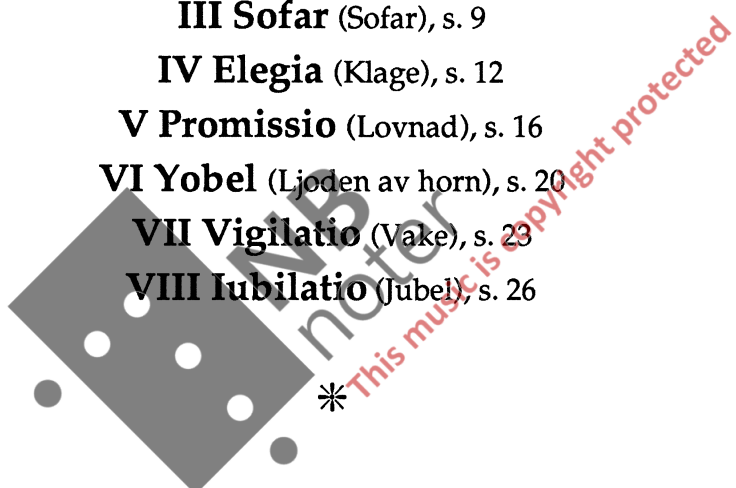 III Sofar (Sofar), s. 9
IV Elegia (Klage), s. 12
V Promissio (Lovnad), s. 16
VI Yobel (Ljoden av horn), s. 20
VII Vigilatio (Vake), s. 23
VIII Iubilatio (Jubel), s. 26
NB noter
This music is copyright protected